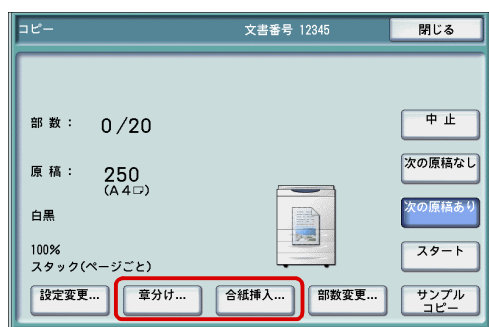 コピー 文書番号 12345 閉じる
部 数 : 0/20
中 止
原 稿 : 250
(A4□)
次の原稿なし
白黒
次の原稿あり
100%
スタック(ページごと)
スタート
設定変更... 章分け... 合紙挿入... 部数変更... サンプル
コピー